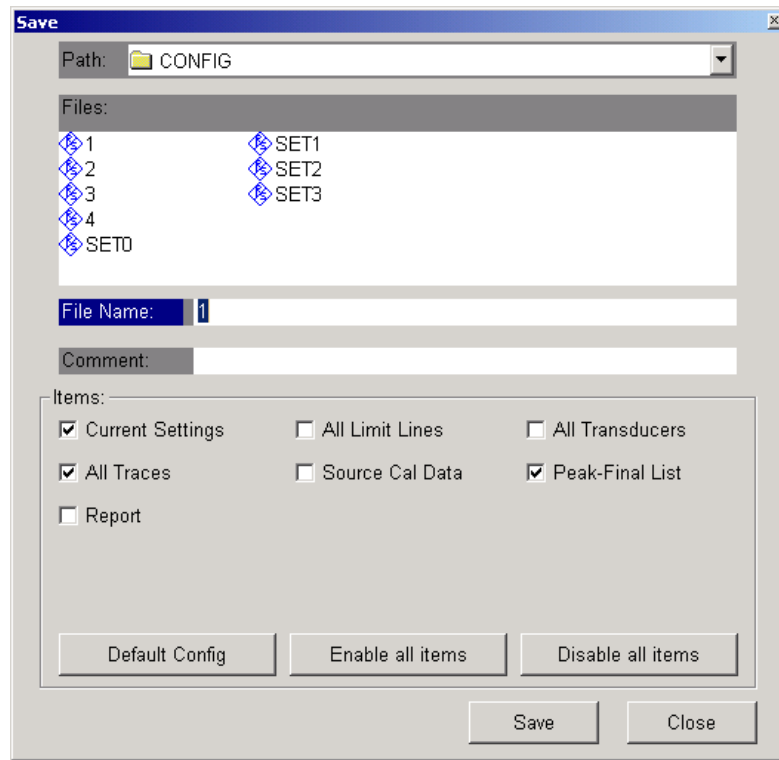 Save
Path: CONFIG
Files:
1 SET1
2 SET2
3 SET3
4
SET0
File Name: 1
Comment:
Items:
Current Settings All Limit Lines All Transducers
All Traces Source Cal Data Peak-Final List
Report
Default Config Enable all items Disable all items
Save Close